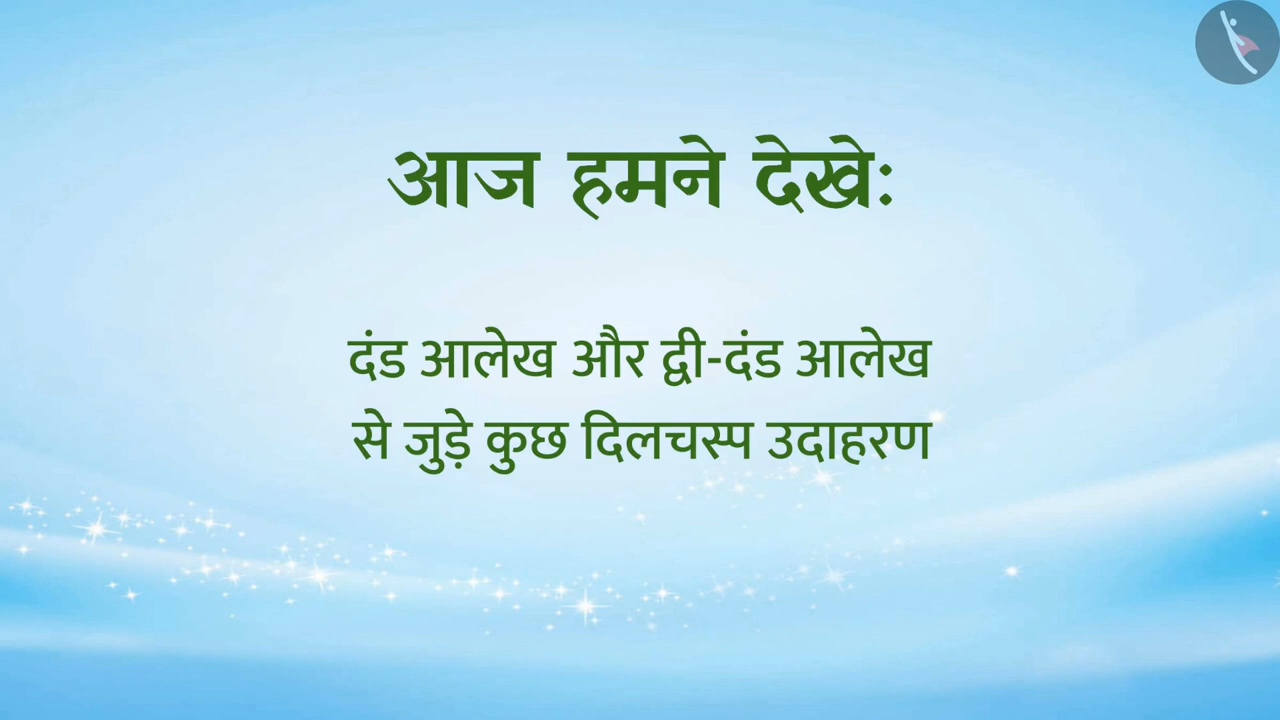 आज हमने देखे:
दंड आलेख और द्वी-दंड आलेख
से जुड़े कुछ दिलचस्प उदाहरण